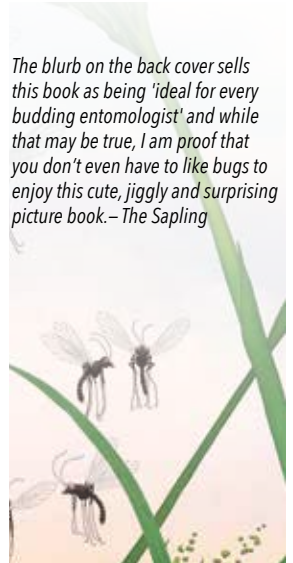 The blurb on the back cover sells
this book as being 'ideal for every
budding entomologist' and while
that may be true, I am proof that
you don’t even have to like bugs to
enjoy this cute, jiggly and surprising
picture book.– The Sapling